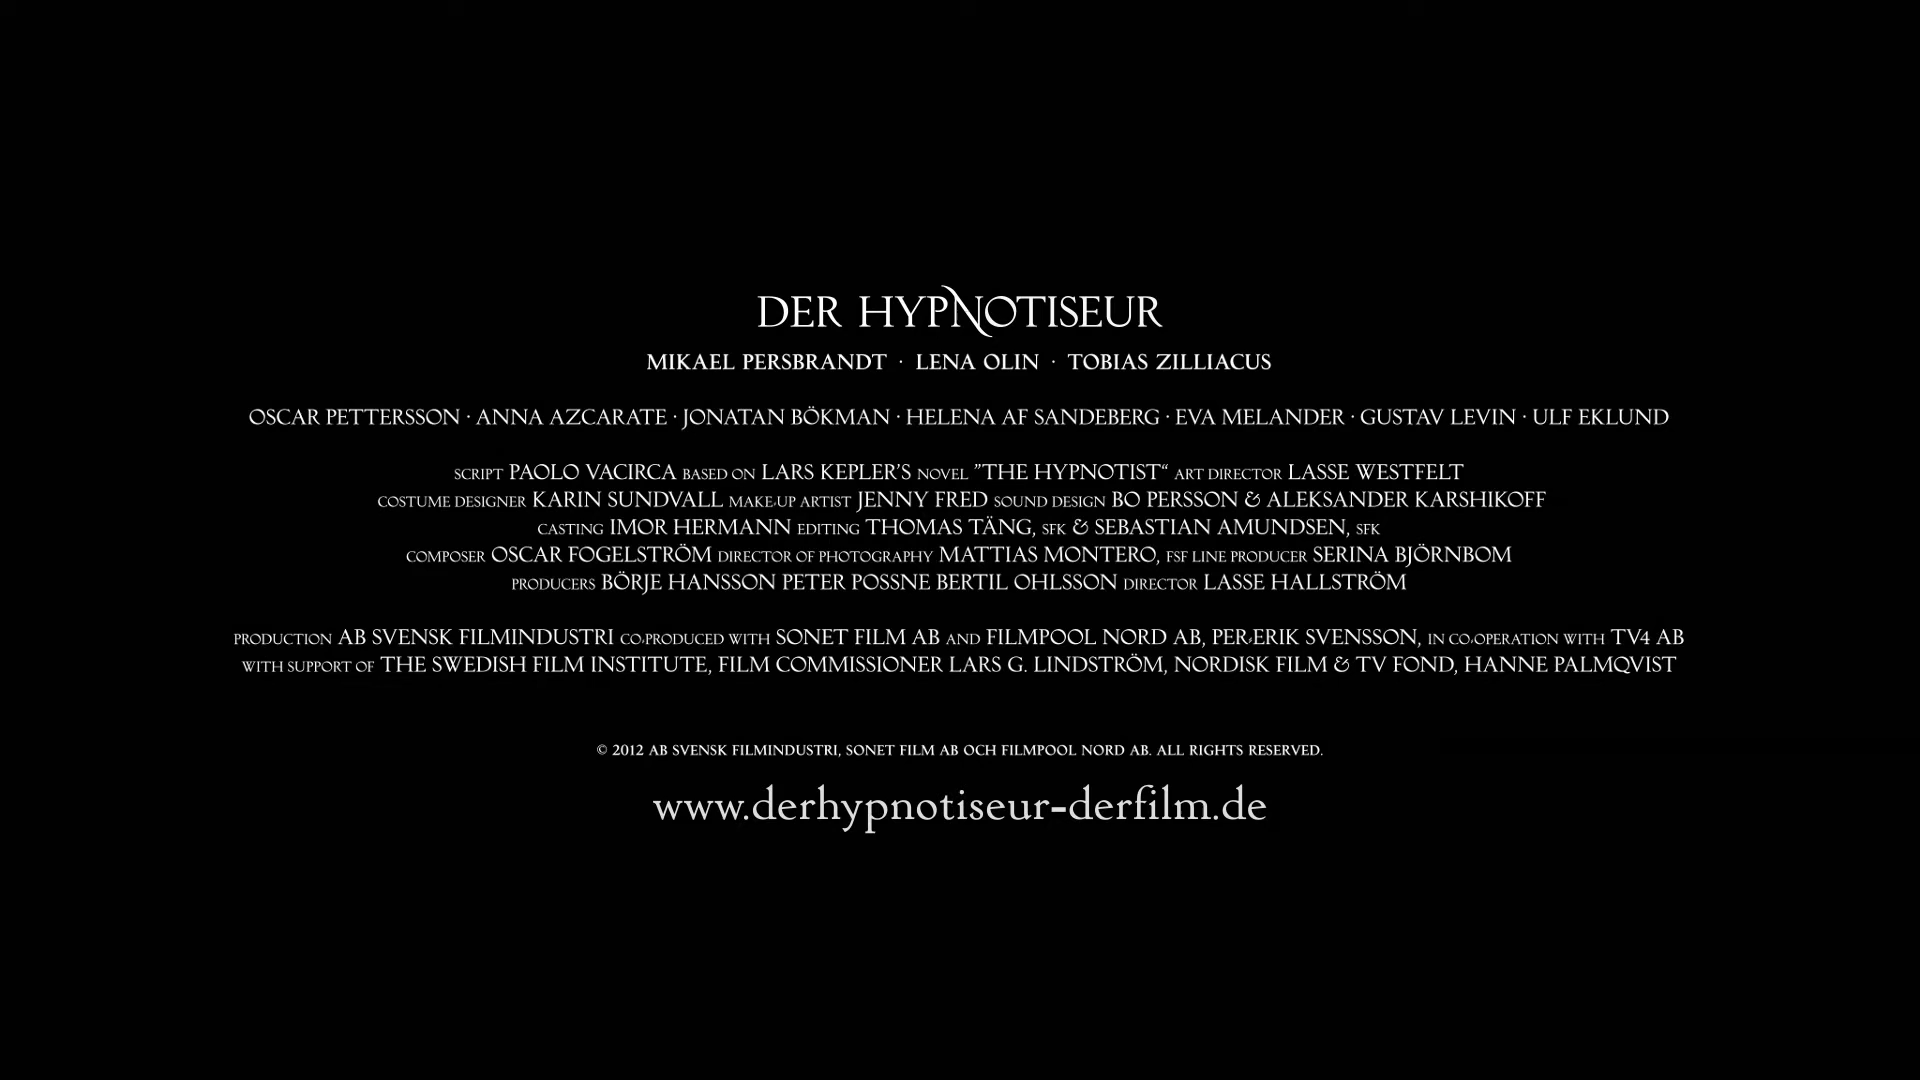 DER HYPNOTISEUR
MIKAEL PERSBRANDT · LENA OLIN · TOBIAS ZILLIACUS
OSCAR PETTERSSON · ANNA AZCARATE · JONATAN BÖKMAN · HELENA AF SANDEBERG · EVA MELANDER · GUSTAV LEVIN · ULF EKLUND
SCRIPT PAOLO VACIRCA BASED ON LARS KEPLER'S NOVEL ”THE HYPNOTIST“ ART DIRECTOR LASSE WESTFELT
COSTUME DESIGNER KARIN SUNDVALL MAKE-UP ARTIST JENNY FRED SOUND DESIGN BO PERSSON & ALEKSANDER KARSHIKOFF
CASTING IMOR HERMANN EDITING THOMAS TÄNG, SFK & SEBASTIAN AMUNDSEN, SFK
COMPOSER OSCAR FOGELSTRÖM DIRECTOR OF PHOTOGRAPHY MATTIAS MONTERO, FSF LINE PRODUCER SERINA BJÖRNBOM
PRODUCERS BÖRJE HANSSON PETER POSSNE BERTIL OHLSSON DIRECTOR LASSE HALLSTRÖM
PRODUCTION AB SVENSK FILMINDUSTRI CO-PRODUCED WITH SONET FILM AB AND FILMPOOL NORD AB, PER-ERIK SVENSSON, IN CO-OPERATION WITH TV4 AB
WITH SUPPORT OF THE SWEDISH FILM INSTITUTE, FILM COMMISSIONER LARS G. LINDSTRÖM, NORDISK FILM & TV FOND, HANNE PALMQVIST
© 2012 AB SVENSK FILMINDUSTRI, SONET FILM AB OCH FILMPOOL NORD AB. ALL RIGHTS RESERVED.
www.derhypnotiseur-derfilm.de